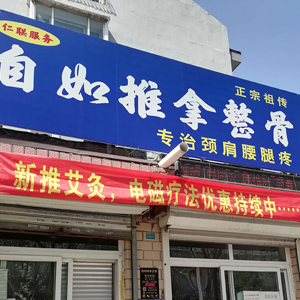 仁联服务
自如推拿整骨
正宗祖传
专治颈肩腰腿疼
新推艾灸，电磁疗法优惠持续中......